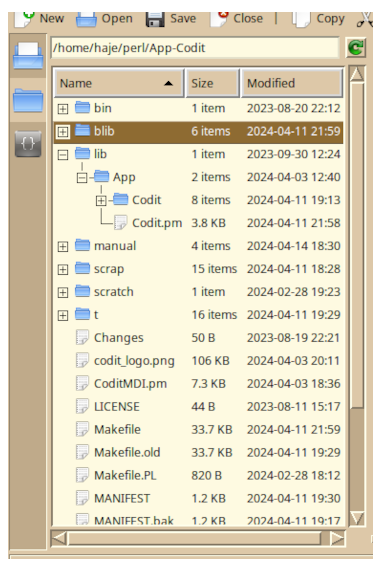 New Open Save Close Copy
/home/haje/perl/App-Codit
Name Size Modified
bin 1 item 2023-08-20 22:12
blib 6 items 2024-04-11 21:59
lib 1 item 2023-09-30 12:24
App 2 items 2024-04-03 12:40
Codit 8 items 2024-04-11 19:13
Codit.pm 3.8 KB 2024-04-11 21:58
manual 4 items 2024-04-14 18:30
scrap 15 items 2024-04-11 18:28
scratch 1 item 2024-02-28 19:23
t 16 items 2024-04-11 19:29
Changes 50 B 2023-08-19 22:21
codit_logo.png 106 KB 2024-04-03 20:11
CoditMDI.pm 7.3 KB 2024-04-03 18:36
LICENSE 44 B 2023-08-11 15:17
Makefile 33.7 KB 2024-04-11 21:59
Makefile.old 33.7 KB 2024-04-11 19:29
Makefile.PL 820 B 2024-02-28 18:12
MANIFEST 1.2 KB 2024-04-11 19:30
MANIFEST.bak 1.2 KB 2024-04-11 19:17